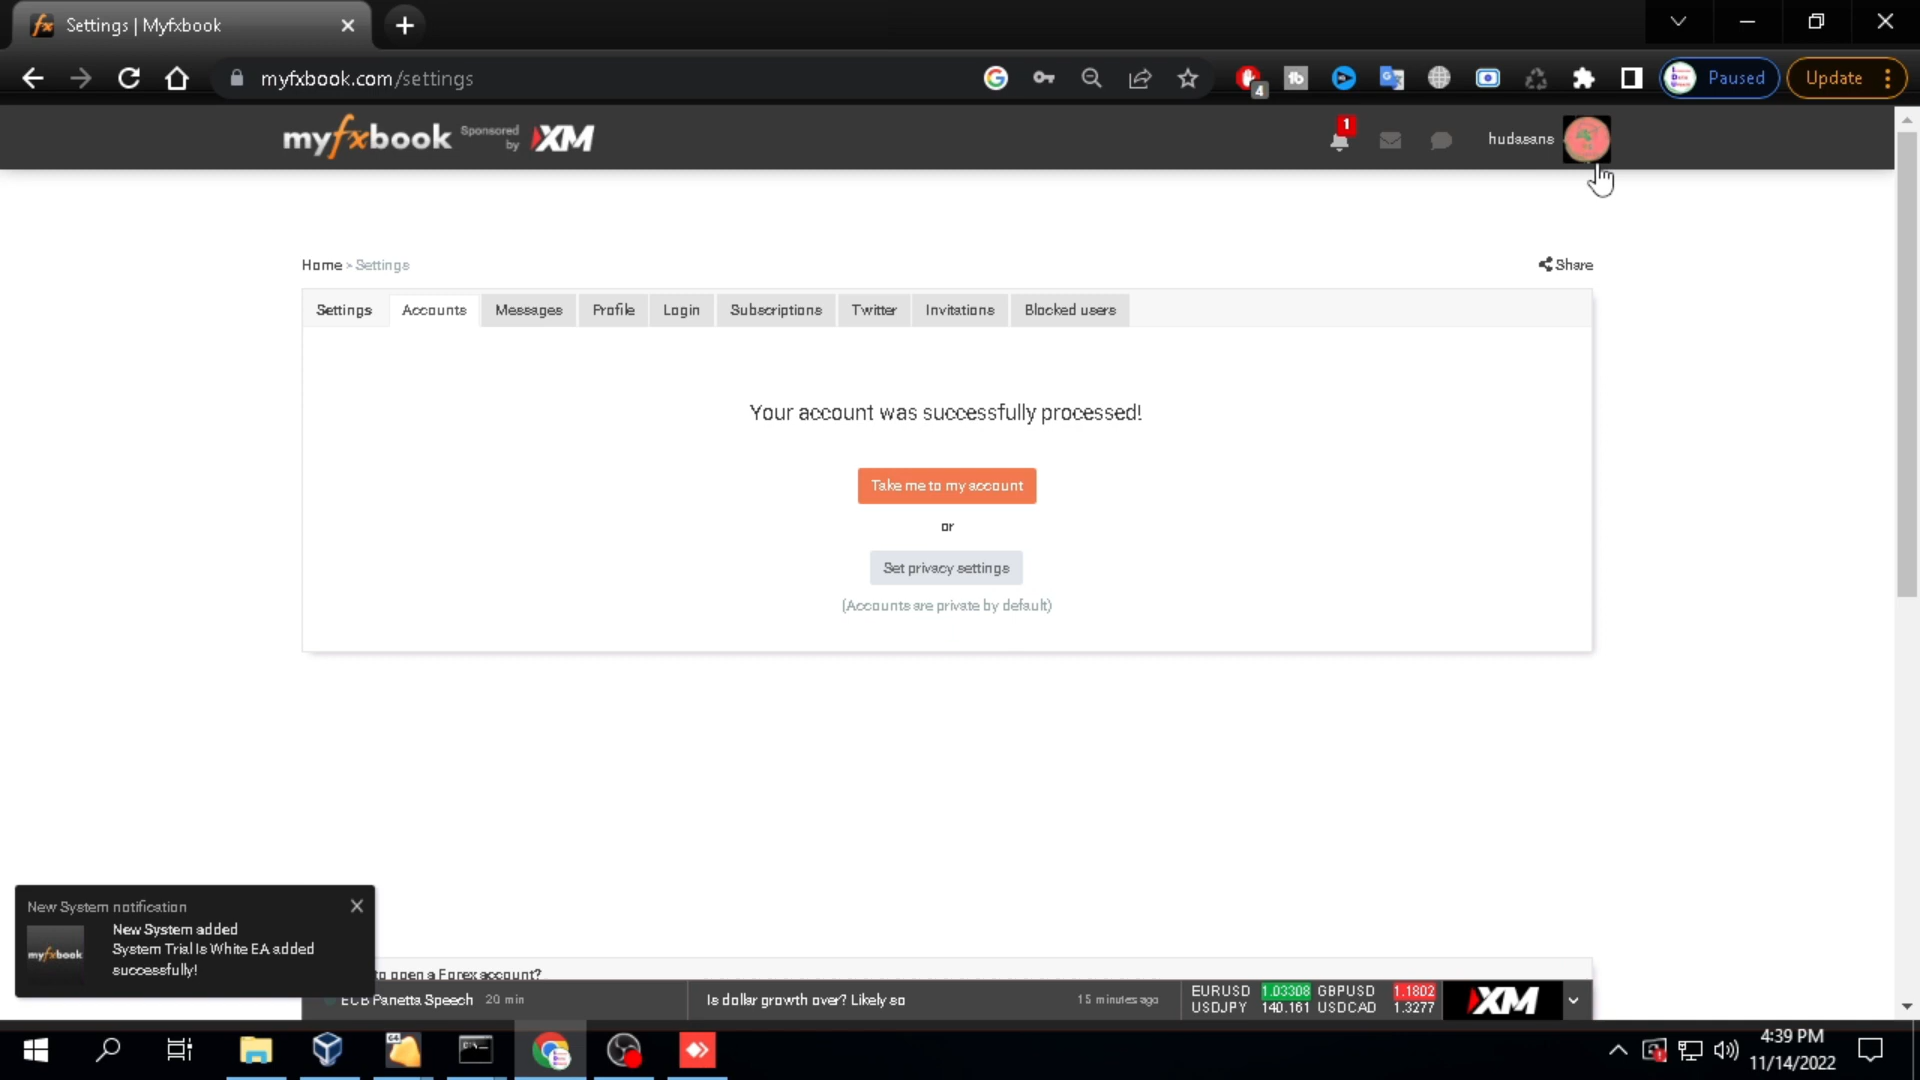 Settings | Myfxbook
myfxbook.com/settings
4
Paused
Update
myfxbook Sponsored by XM
1
hudasans
Home > Settings
Share
Settings Accounts Messages Profile Login Subscriptions Twitter Invitations Blocked users
Your account was successfully processed!
Take me to my account
or
Set privacy settings
(Accounts are private by default)
New System notification
New System added
myfxbook
System Trial Is White EA added
successfully!
to open a Forex account?
ECB Panetta Speech 20 min
Is dollar growth over? Likely so 15 minutes ago
EURUSD 1.03308 GBPUSD 1.1802
USDJPY 140.161 USDCAD 1.3277
XM
4:39 PM
11/14/2022